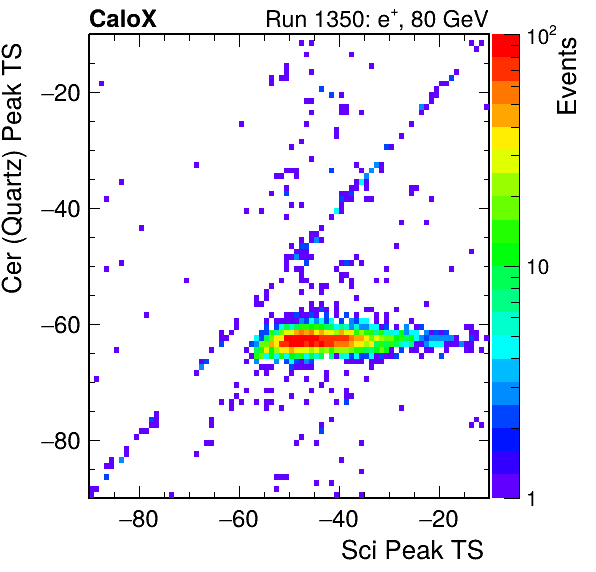 CaloX Run 1350: e⁺, 80 GeV
Cer (Quartz) Peak TS
−20
−40
−60
−80
−80 −60 −40 −20
Sci Peak TS
10²
10
1
Events